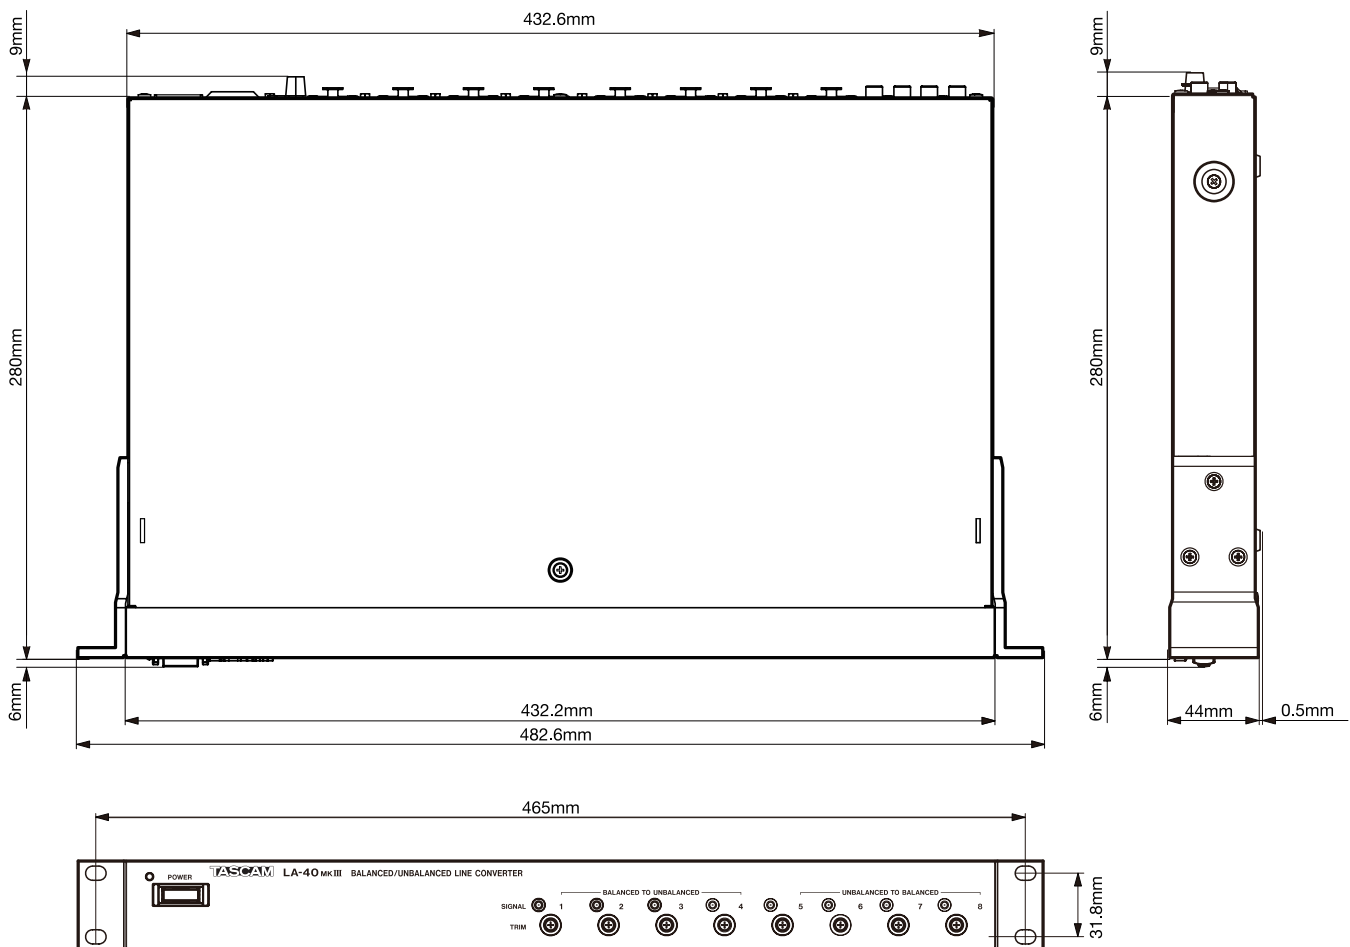 432.6mm
9mm
9mm
280mm
280mm
6mm
6mm
432.2mm
482.6mm
44mm
0.5mm
465mm
POWER
TASCAM LA-40 MKIII BALANCED/UNBALANCED LINE CONVERTER
BALANCED TO UNBALANCED
UNBALANCED TO BALANCED
SIGNAL 1 2 3 4 5 6 7 8
TRIM
31.8mm